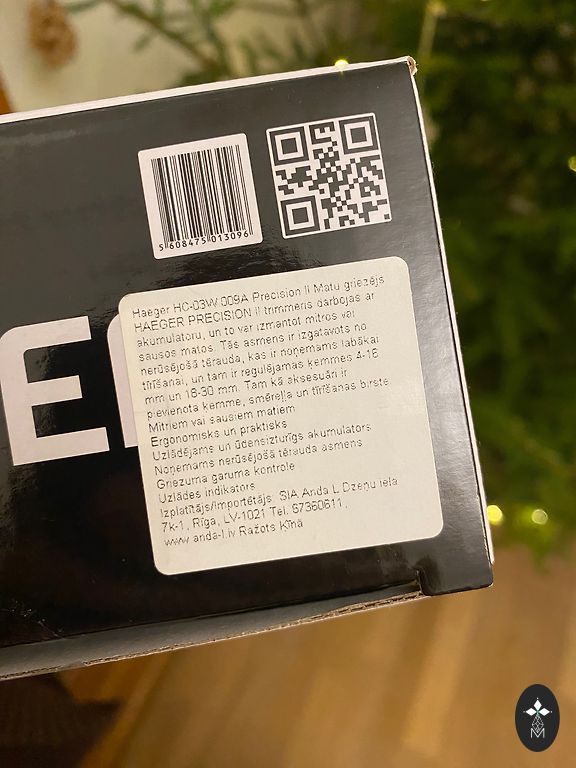 5 608475 013096
Haeger HC-03W.009A Precision II Matu griezējs
HAEGER PRECISION II trimmeris darbojas ar
akumulatoru, un to var izmantot mitros vai
sausos matos. Tās asmens ir izgatavots no
nerūsējošā tērauda, kas ir noņemams labākai
tīrīšanai, un tam ir regulējamas ķemmes 4-16
mm un 18-30 mm. Tam kā aksesuāri ir
pievienota ķemme, smēreļļa un tīrīšanas birste
Mitriem vai sausiem matiem
Ergonomisks un praktisks
Uzlādējams un ūdensizturīgs akumulators
Noņemams nerūsējošā tērauda asmens
Griezuma garuma kontrole
Uzlādes indikators
Izplatītājs/importētājs: SIA Anda L Dzeņu iela
7k-1, Rīga, LV-1021 Tel. 67360611,
www.anda-l.lv Ražots Ķīnā